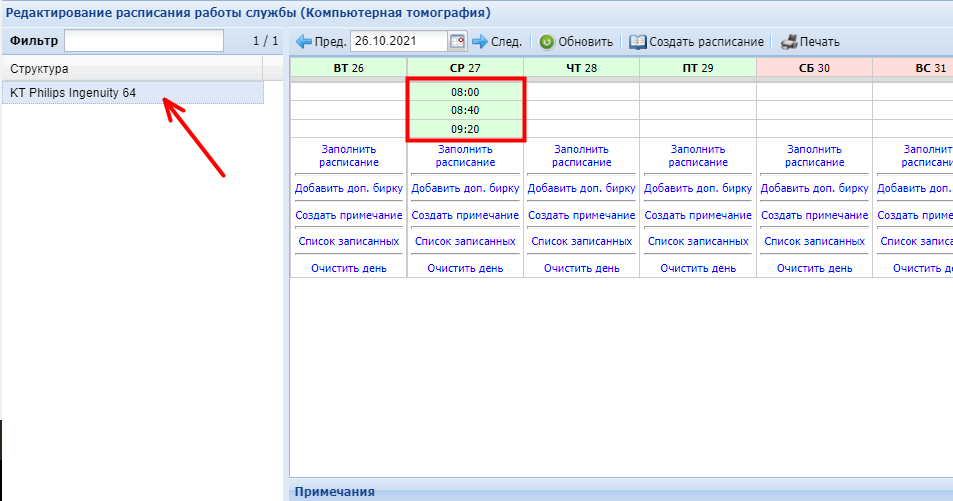 Редактирование расписания работы службы (Компьютерная томография)
Фильтр 1 / 1 Пред. 26.10.2021 След. Обновить Создать расписание Печать
Структура ВТ 26 СР 27 ЧТ 28 ПТ 29 СБ 30 ВС 31
КТ Philips Ingenuity 64 08:00
08:40
09:20
Заполнить Заполнить Заполнить Заполнить Заполнить Заполнить
расписание расписание расписание расписание расписание расписани
Добавить доп. бирку Добавить доп. бирку Добавить доп. бирку Добавить доп. бирку Добавить доп. бирку Добавить доп.
Создать примечание Создать примечание Создать примечание Создать примечание Создать примечание Создать приме
Список записанных Список записанных Список записанных Список записанных Список записанных Список записа
Очистить день Очистить день Очистить день Очистить день Очистить день Очистить д
Примечания